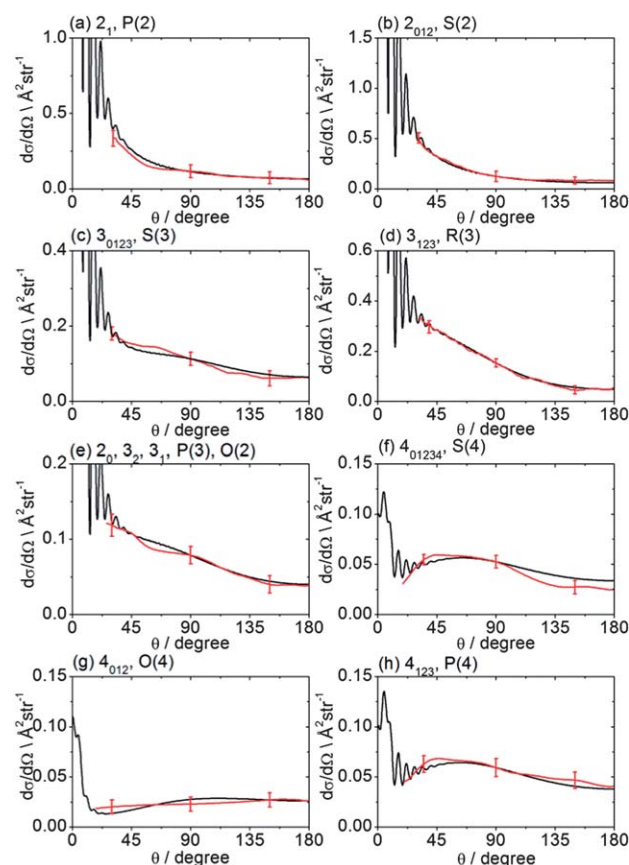 (a) 2₁, P(2)
1.0
0.5
0.0
0 45 90 135 180
dσ/dΩ \ Å²str⁻¹
θ / degree
(b) 2₀₁₂, S(2)
1.5
1.0
0.5
0.0
0 45 90 135 180
dσ/dΩ \ Å²str⁻¹
θ / degree
(c) 3₀₁₂₃, S(3)
0.4
0.2
0.0
0 45 90 135 180
dσ/dΩ \ Å²str⁻¹
θ / degree
(d) 3₁₂₃, R(3)
0.6
0.4
0.2
0.0
0 45 90 135 180
dσ/dΩ \ Å²str⁻¹
θ / degree
(e) 2₀, 3₂, 3₁, P(3), O(2)
0.2
0.1
0.0
0 45 90 135 180
dσ/dΩ \ Å²str⁻¹
θ / degree
(f) 4₀₁₂₃₄, S(4)
0.15
0.10
0.05
0.00
0 45 90 135 180
dσ/dΩ \ Å²str⁻¹
θ / degree
(g) 4₀₁₂, O(4)
0.15
0.10
0.05
0.00
0 45 90 135 180
dσ/dΩ \ Å²str⁻¹
θ / degree
(h) 4₁₂₃, P(4)
0.15
0.10
0.05
0.00
0 45 90 135 180
dσ/dΩ \ Å²str⁻¹
θ / degree